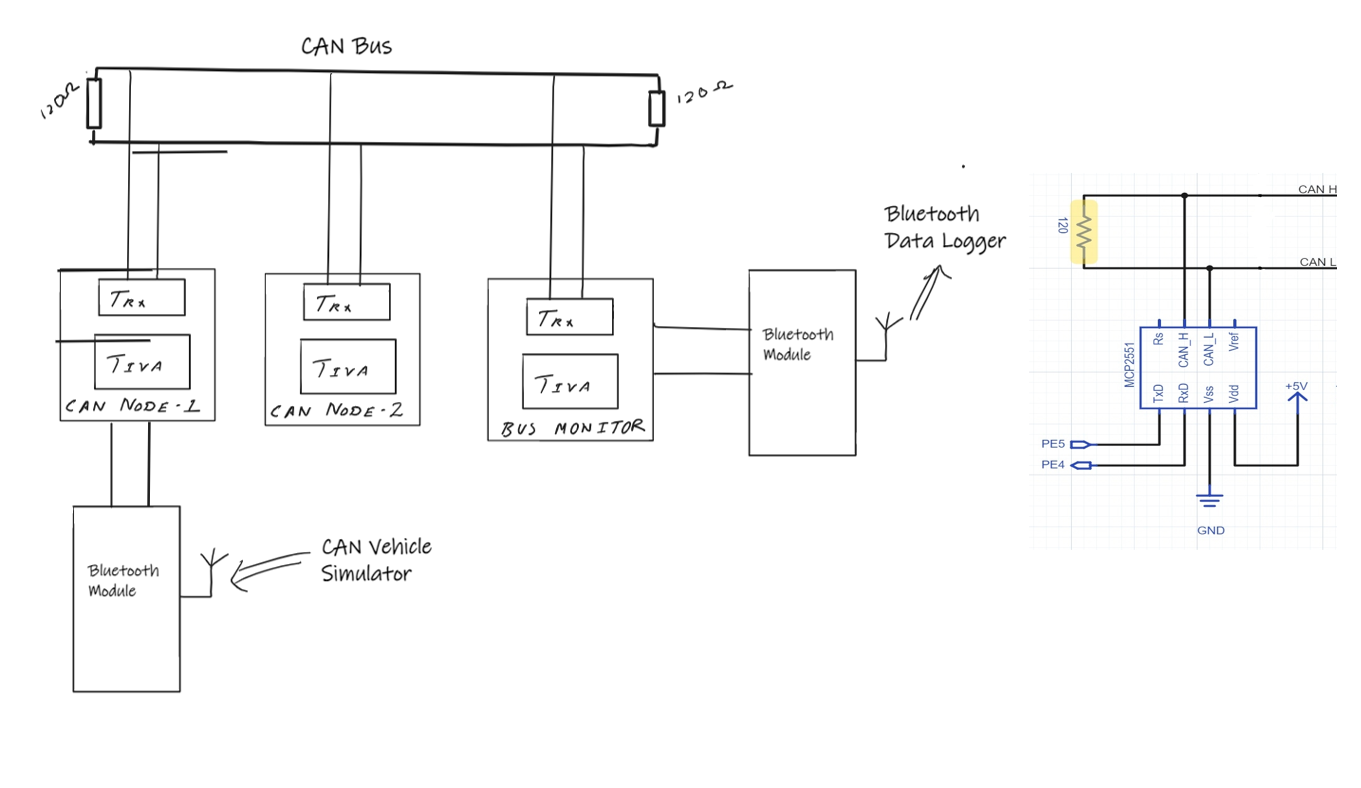 CAN Bus
120Ω
120Ω
TRx
TIVA
CAN NODE-1
TRx
TIVA
CAN NODE-2
TRx
TIVA
BUS MONITOR
Bluetooth
Module
Bluetooth
Data Logger
Bluetooth
Module
CAN Vehicle
Simulator
CAN H
120
CAN L
Rs
CAN_H
CAN_L
Vref
MCP2551
TxD
RxD
Vss
Vdd
+5V
PE5
PE4
GND